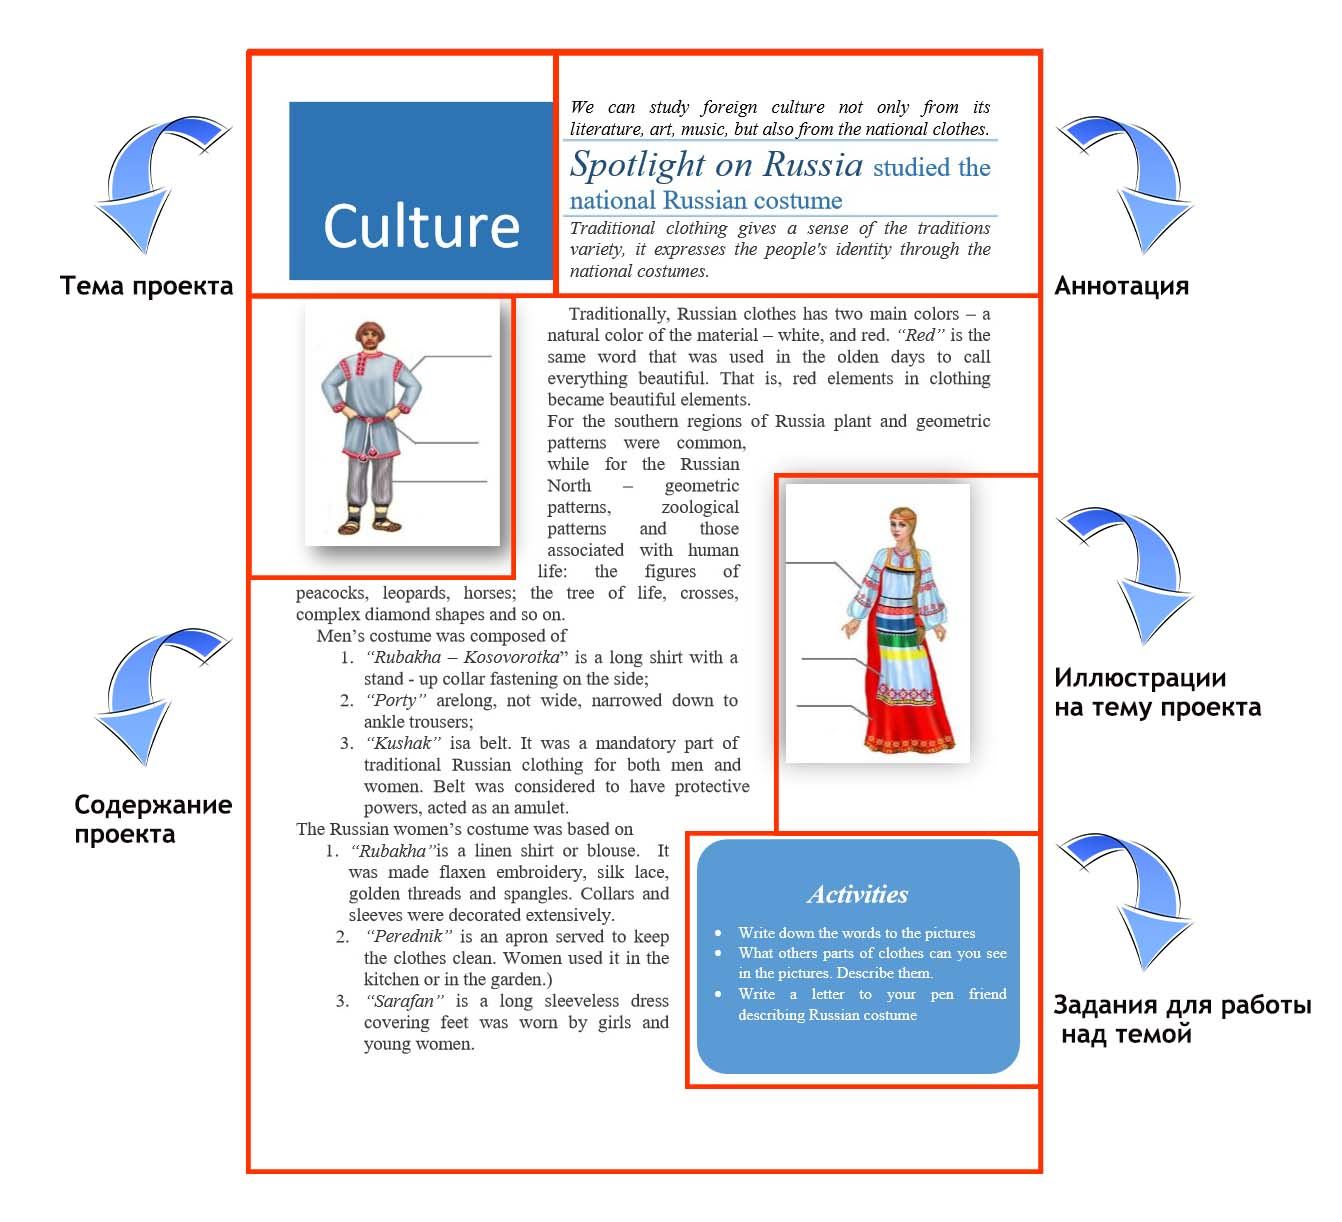 Тема проекта
Culture
We can study foreign culture not only from its
literature, art, music, but also from the national clothes.
Spotlight on Russia studied the
national Russian costume
Traditional clothing gives a sense of the traditions
variety, it expresses the people's identity through the
national costumes.
Аннотация
Traditionally, Russian clothes has two main colors – a
natural color of the material – white, and red. “Red” is the
same word that was used in the olden days to call
everything beautiful. That is, red elements in clothing
became beautiful elements.
For the southern regions of Russia plant and geometric
patterns were common,
while for the Russian
North – geometric
patterns, zoological
patterns and those
associated with human
life: the figures of
peacocks, leopards, horses; the tree of life, crosses,
complex diamond shapes and so on.
Men’s costume was composed of
1. “Rubakha – Kosovorotka” is a long shirt with a
stand - up collar fastening on the side;
2. “Porty” arelong, not wide, narrowed down to
ankle trousers;
3. “Kushak” isa belt. It was a mandatory part of
traditional Russian clothing for both men and
women. Belt was considered to have protective
powers, acted as an amulet.
The Russian women’s costume was based on
1. “Rubakha”is a linen shirt or blouse. It
was made flaxen embroidery, silk lace,
golden threads and spangles. Collars and
sleeves were decorated extensively.
2. “Perednik” is an apron served to keep
the clothes clean. Women used it in the
kitchen or in the garden.)
3. “Sarafan” is a long sleeveless dress
covering feet was worn by girls and
young women.
Содержание
проекта
Иллюстрации
на тему проекта
Activities
• Write down the words to the pictures
• What others parts of clothes can you see
in the pictures. Describe them.
• Write a letter to your pen friend
describing Russian costume
Задания для работы
над темой